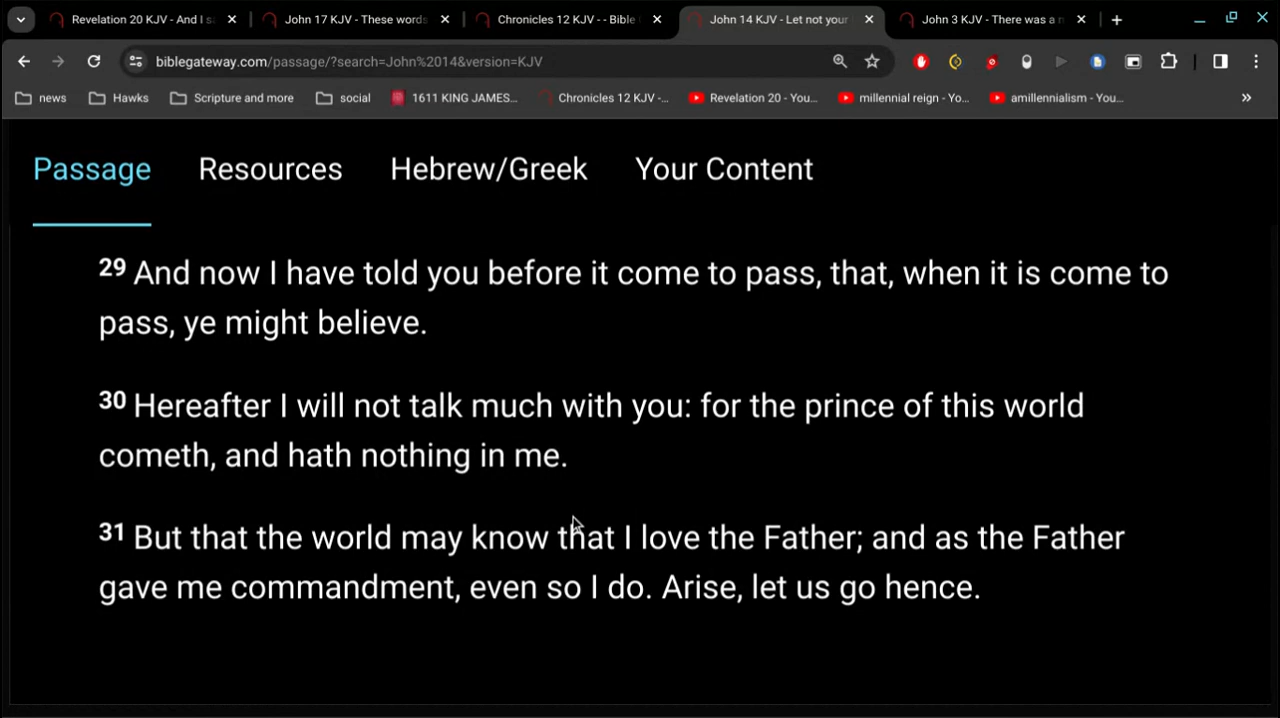 Revelation 20 KJV - And I s
John 17 KJV - These words
Chronicles 12 KJV - - Bible
John 14 KJV - Let not your
John 3 KJV - There was a
biblegateway.com/passage/?search=John%2014&version=KJV
news
Hawks
Scripture and more
social
1611 KING JAMES...
Chronicles 12 KJV -...
Revelation 20 - You...
millennial reign - Yo...
amillennialism - You...
Passage
Resources
Hebrew/Greek
Your Content
29 And now I have told you before it come to pass, that, when it is come to
pass, ye might believe.
30 Hereafter I will not talk much with you: for the prince of this world
cometh, and hath nothing in me.
31 But that the world may know that I love the Father; and as the Father
gave me commandment, even so I do. Arise, let us go hence.